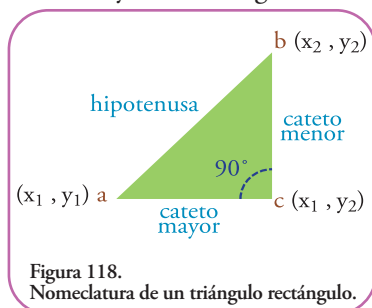 b (x₂ , y₂)
hipotenusa
cateto
menor
90°
(x₁ , y₁) a
c (x₁ , y₂)
cateto
mayor
Figura 118.
Nomeclatura de un triángulo rectángulo.